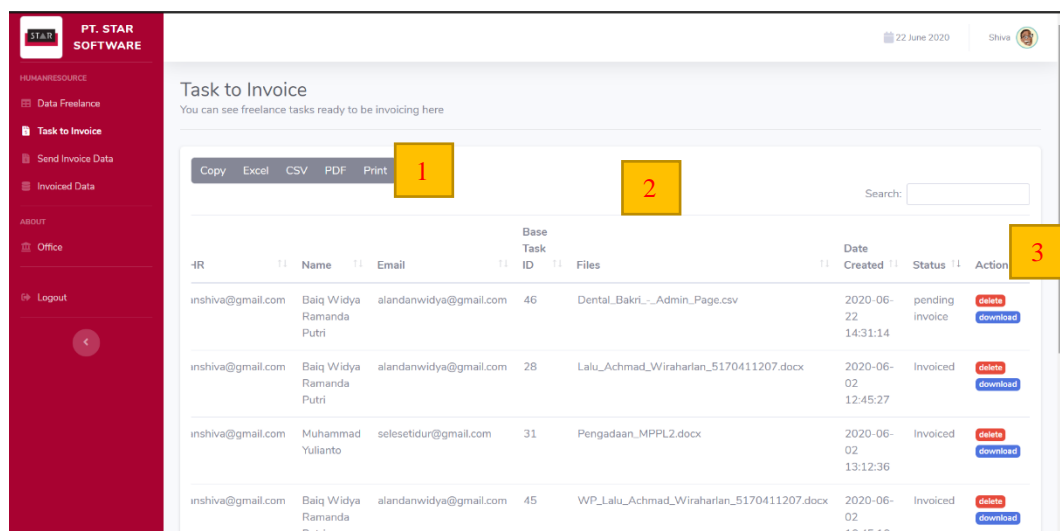 STAR
PT. STAR
SOFTWARE
22 June 2020
Shiva
HUMANRESOURCE
Data Freelance
Task to Invoice
Send Invoice Data
Invoiced Data
ABOUT
Office
Logout
Task to Invoice
You can see freelance tasks ready to be invoicing here
Copy Excel CSV PDF Print
1
2
Search:
3
HR Name Email Base Task ID Files Date Created Status Action
anshiva@gmail.com Baiq Widya alandanwidya@gmail.com 46 Dental_Bakri_-_Admin_Page.csv 2020-06- pending delete
Ramanda 22 invoice download
Putri 14:31:14
anshiva@gmail.com Baiq Widya alandanwidya@gmail.com 28 Lalu_Achmad_Wiraharlan_5170411207.docx 2020-06- Invoiced delete
Ramanda 02 download
Putri 12:45:27
anshiva@gmail.com Muhammad selesetidur@gmail.com 31 Pengadaan_MPPL2.docx 2020-06- Invoiced delete
Yulianto 02 download
13:12:36
anshiva@gmail.com Baiq Widya alandanwidya@gmail.com 45 WP_Lalu_Achmad_Wiraharlan_5170411207.docx 2020-06- Invoiced delete
Ramanda 02 download